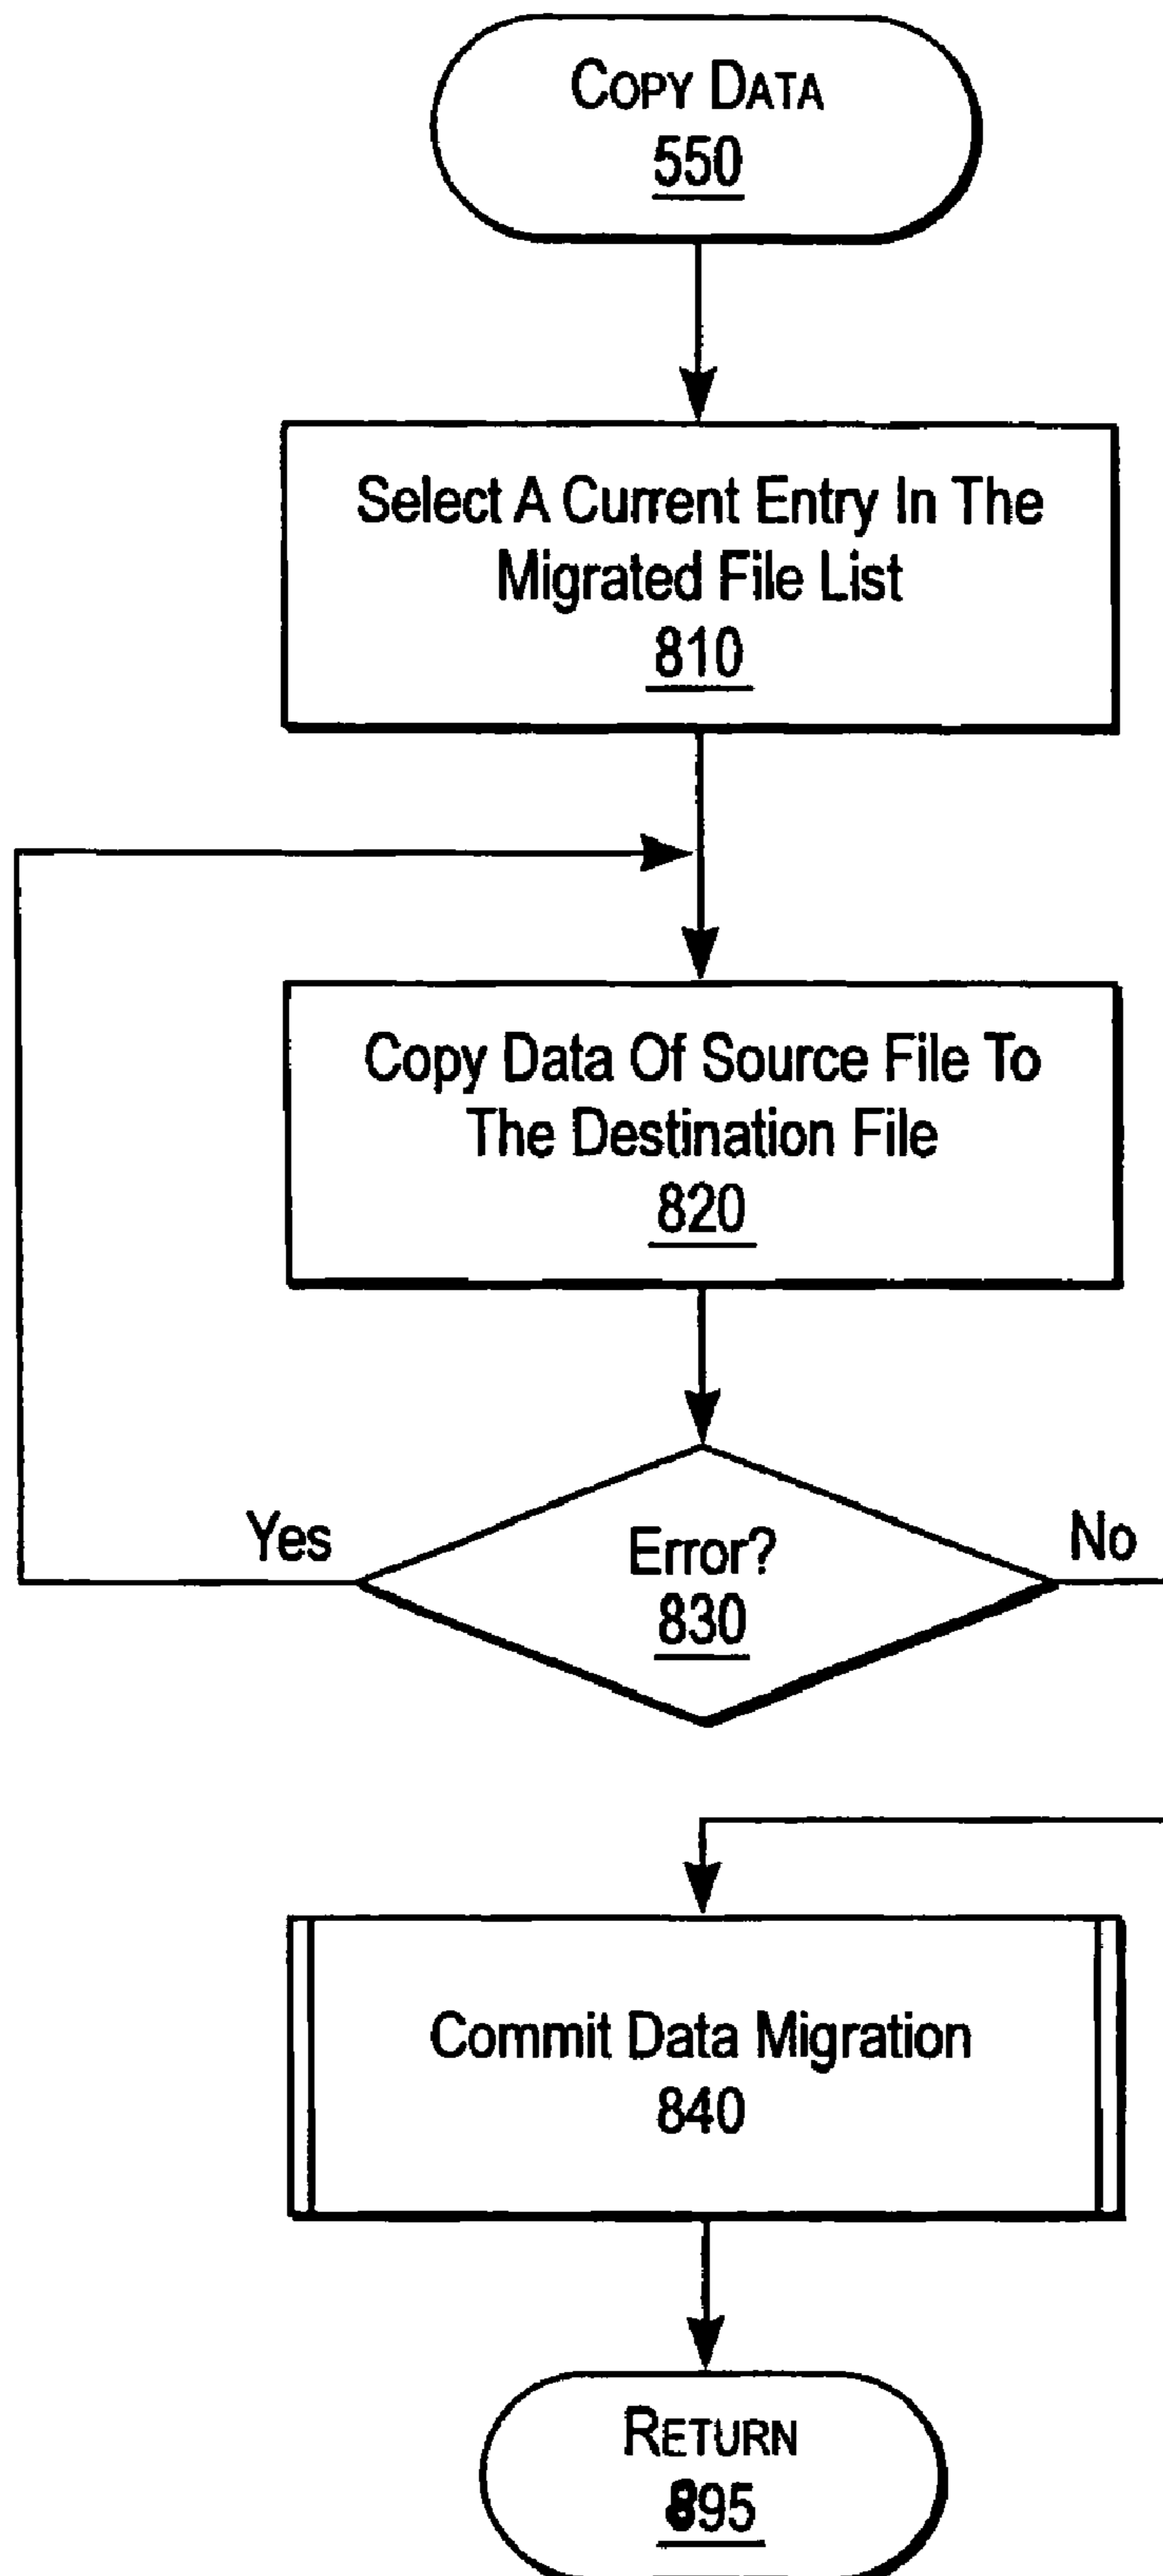 COPY DATA
550
Select A Current Entry In The
Migrated File List
810
Copy Data Of Source File To
The Destination File
820
Yes
Error?
No
830
Commit Data Migration
840
RETURN
895